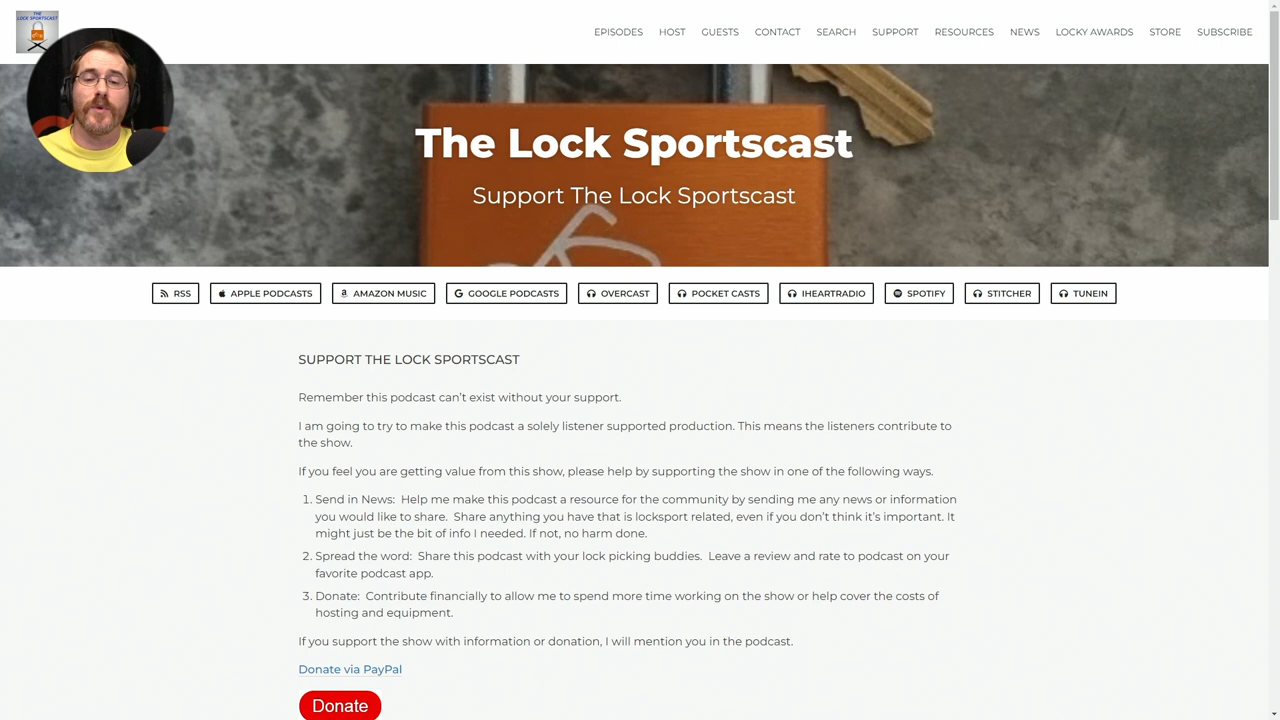 THE
LOCK SPORTSCAST
EPISODES HOST GUESTS CONTACT SEARCH SUPPORT RESOURCES NEWS LOCKY AWARDS STORE SUBSCRIBE
The Lock Sportscast
Support The Lock Sportscast
RSS APPLE PODCASTS AMAZON MUSIC GOOGLE PODCASTS OVERCAST POCKET CASTS IHEARTRADIO SPOTIFY STITCHER TUNEIN
SUPPORT THE LOCK SPORTSCAST
Remember this podcast can’t exist without your support.
I am going to try to make this podcast a solely listener supported production. This means the listeners contribute to
the show.
If you feel you are getting value from this show, please help by supporting the show in one of the following ways.
1. Send in News:  Help me make this podcast a resource for the community by sending me any news or information
you would like to share.  Share anything you have that is locksport related, even if you don’t think it’s important. It
might just be the bit of info I needed. If not, no harm done.
2. Spread the word:  Share this podcast with your lock picking buddies.  Leave a review and rate to podcast on your
favorite podcast app.
3. Donate:  Contribute financially to allow me to spend more time working on the show or help cover the costs of
hosting and equipment.
If you support the show with information or donation, I will mention you in the podcast.
Donate via PayPal
Donate